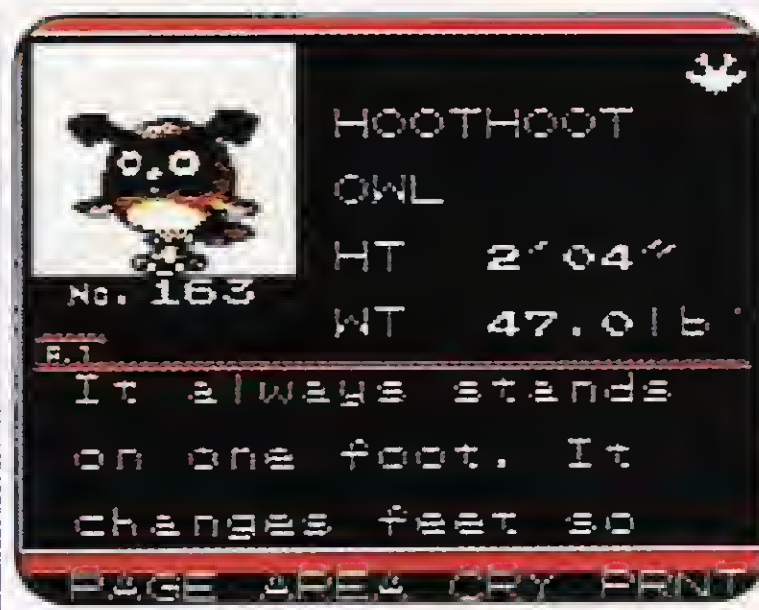 HOOTHOOT
OWL
HT 2'04"
No. 163
WT 47.0lb
P.1
It always stands
on one foot. It
changes feet so
PAGE AREA CRY PRNT